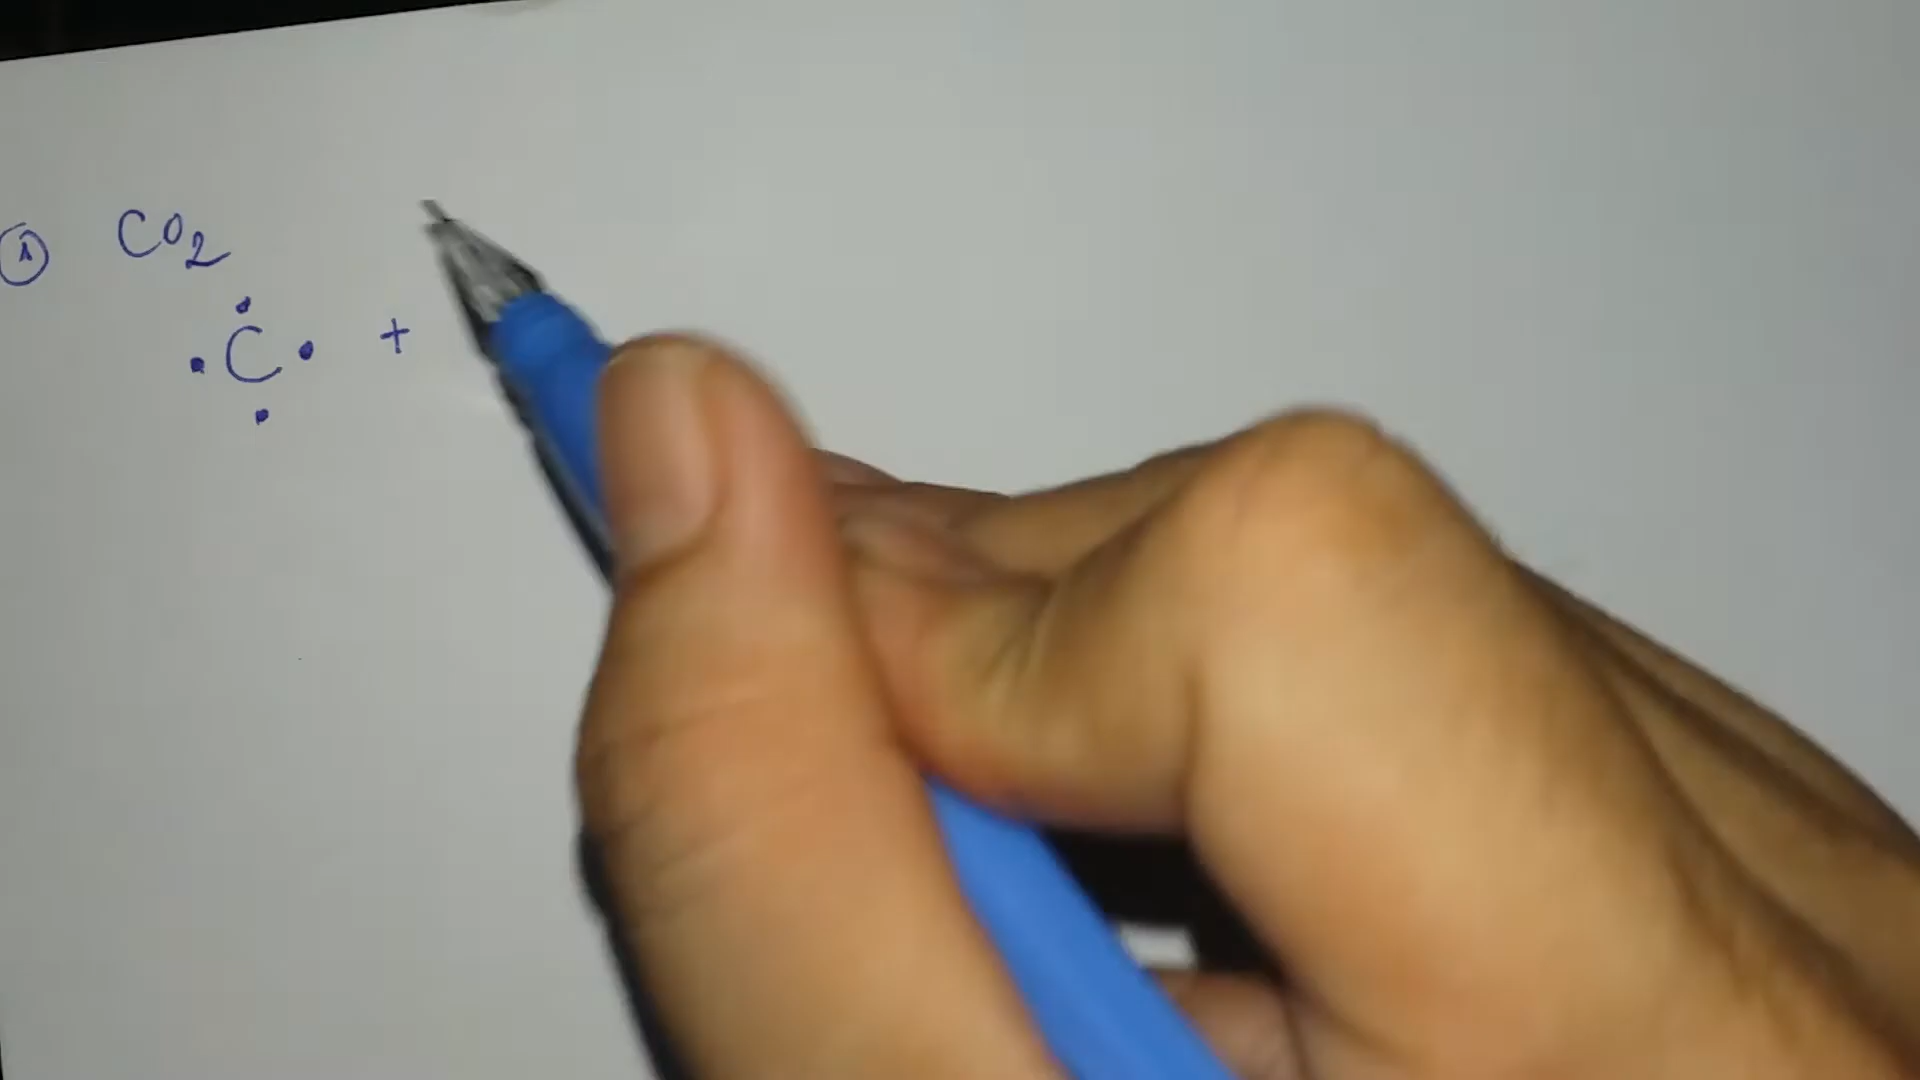 ① CO₂
·C· +